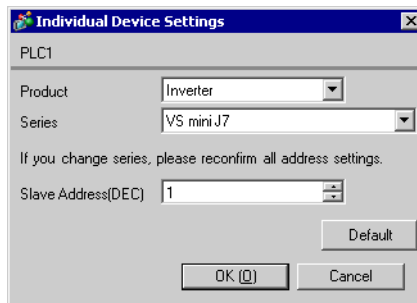 Individual Device Settings
PLC1
Product Inverter
Series VS mini J7
If you change series, please reconfirm all address settings.
Slave Address(DEC) 1
Default
OK (O) Cancel